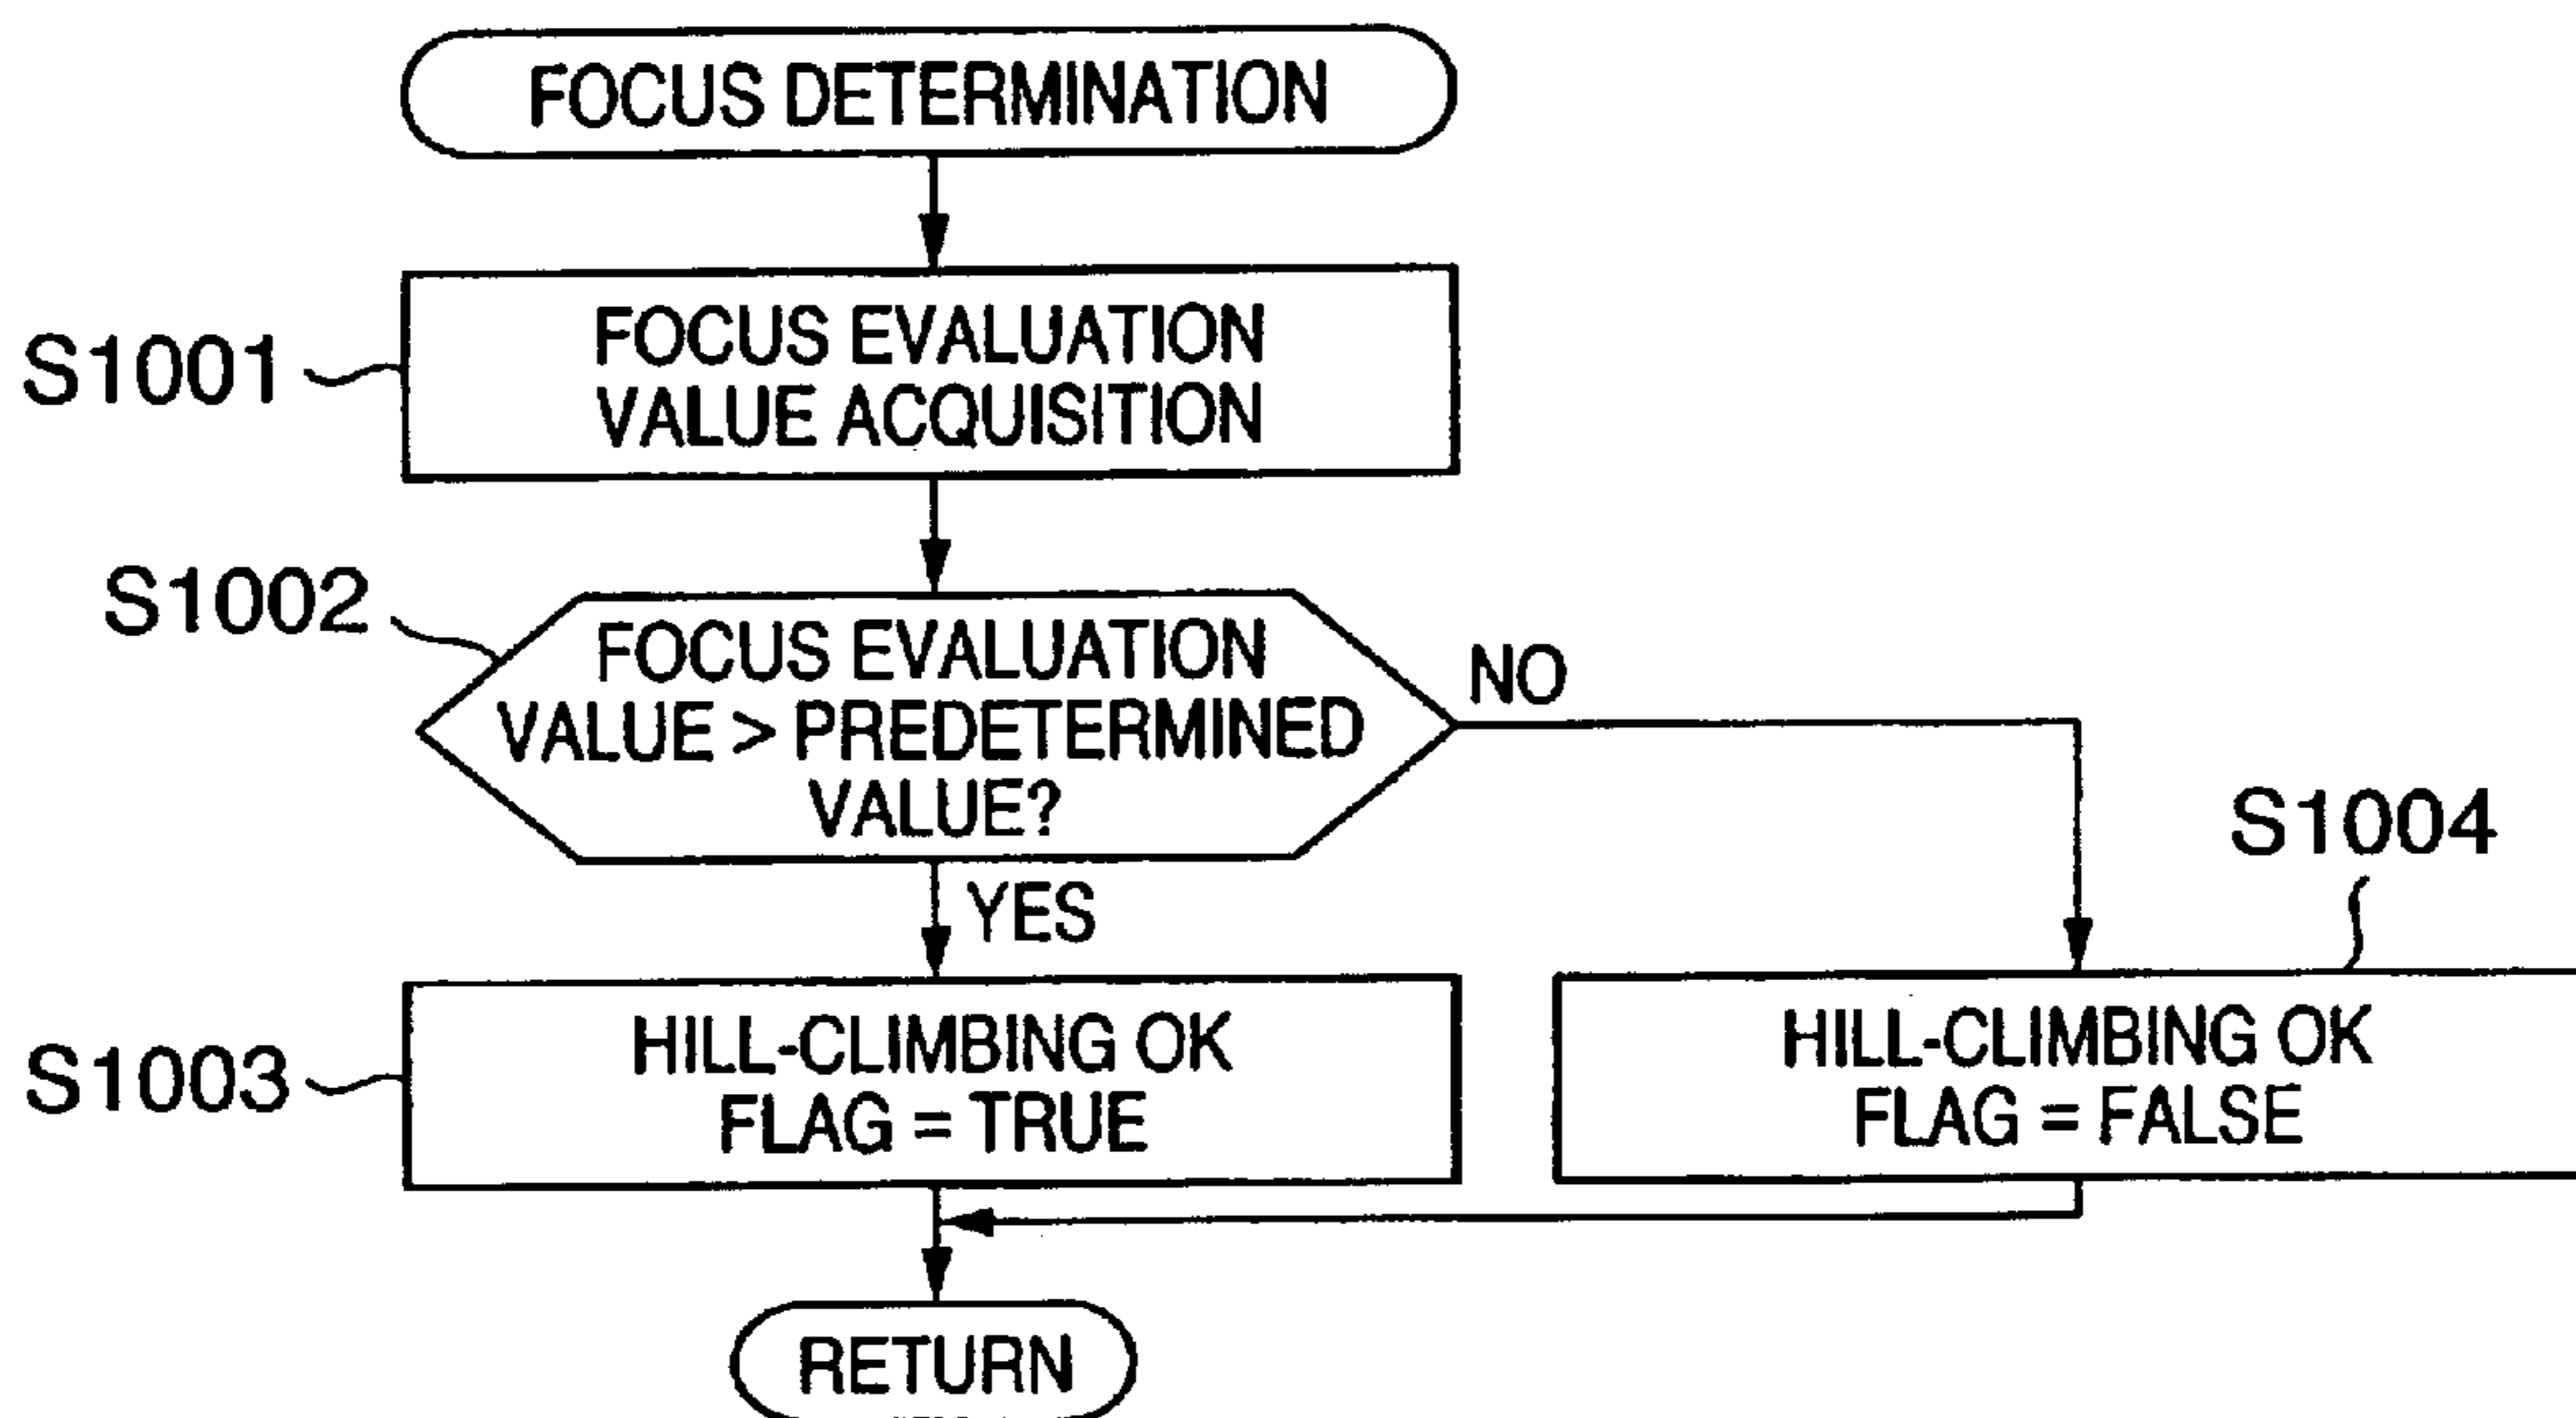 FOCUS DETERMINATION
S1001
FOCUS EVALUATION
VALUE ACQUISITION
S1002
FOCUS EVALUATION
VALUE > PREDETERMINED
VALUE?
NO
YES
S1003
HILL-CLIMBING OK
FLAG = TRUE
S1004
HILL-CLIMBING OK
FLAG = FALSE
RETURN